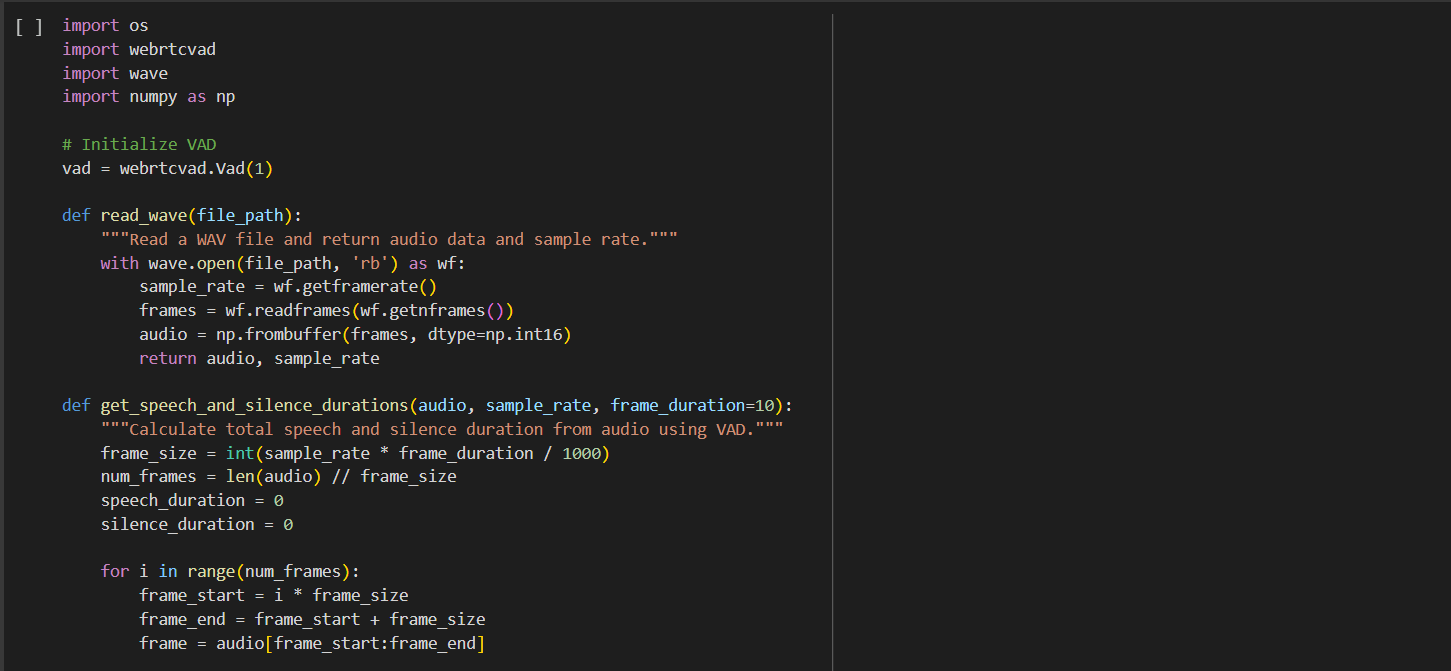 [ ] import os
import webrtcvad
import wave
import numpy as np

# Initialize VAD
vad = webrtcvad.Vad(1)

def read_wave(file_path):
    """Read a WAV file and return audio data and sample rate."""
    with wave.open(file_path, 'rb') as wf:
        sample_rate = wf.getframerate()
        frames = wf.readframes(wf.getnframes())
        audio = np.frombuffer(frames, dtype=np.int16)
        return audio, sample_rate

def get_speech_and_silence_durations(audio, sample_rate, frame_duration=10):
    """Calculate total speech and silence duration from audio using VAD."""
    frame_size = int(sample_rate * frame_duration / 1000)
    num_frames = len(audio) // frame_size
    speech_duration = 0
    silence_duration = 0

    for i in range(num_frames):
        frame_start = i * frame_size
        frame_end = frame_start + frame_size
        frame = audio[frame_start:frame_end]